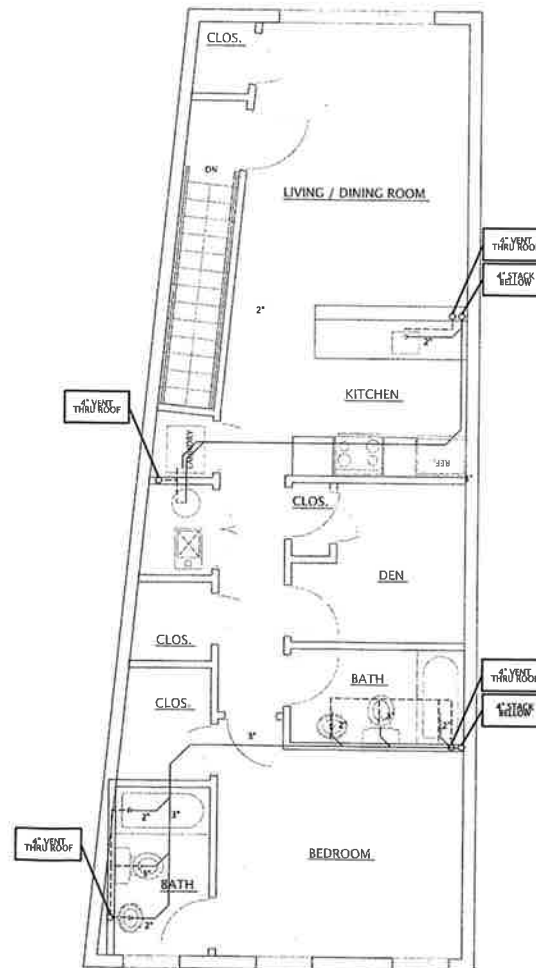 CLOS.
DN
LIVING / DINING ROOM
4" VENT
THRU ROOF
4" STACK
BELLOW
2"
2"
KITCHEN
4" VENT
THRU ROOF
LAUNDRY
REF.
CLOS.
DEN
CLOS.
BATH
4" VENT
THRU ROOF
CLOS.
4" STACK
BELLOW
3"
2"
3"
4" VENT
THRU ROOF
BEDROOM
BATH
2"